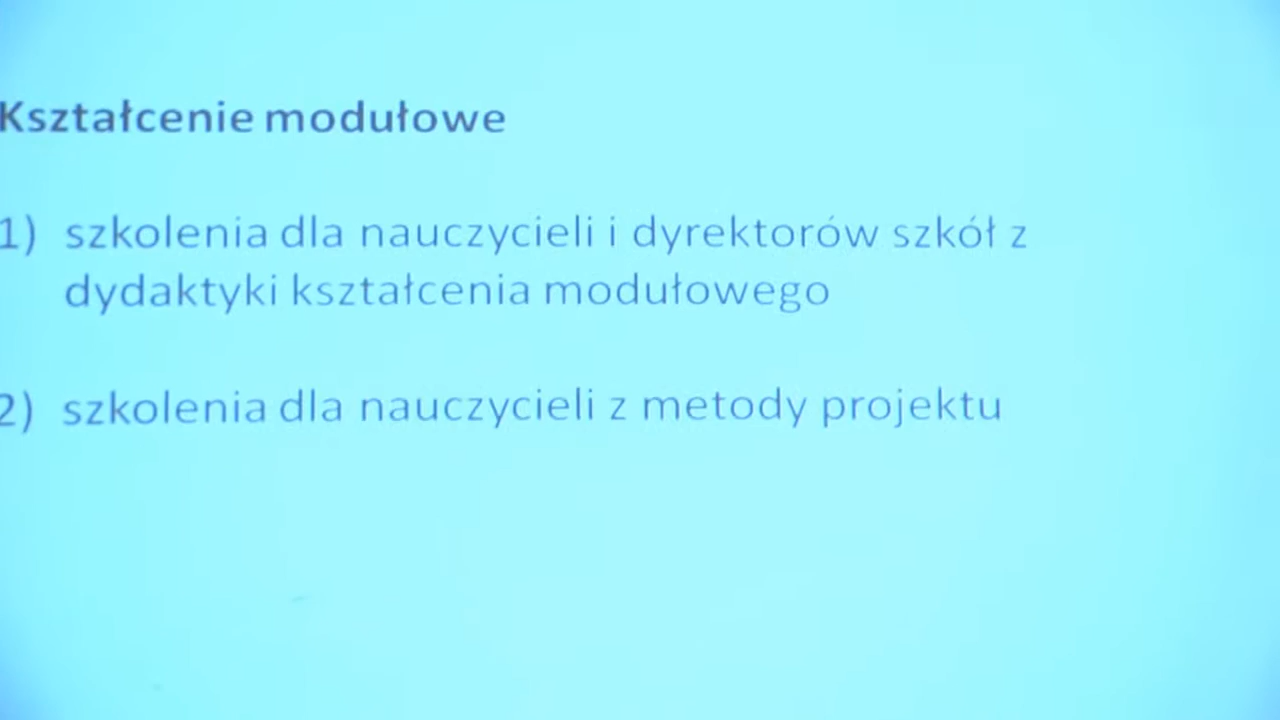 Kształcenie modułowe
1) szkolenia dla nauczycieli i dyrektorów szkół z
dydaktyki kształcenia modułowego
2) szkolenia dla nauczycieli z metody projektu